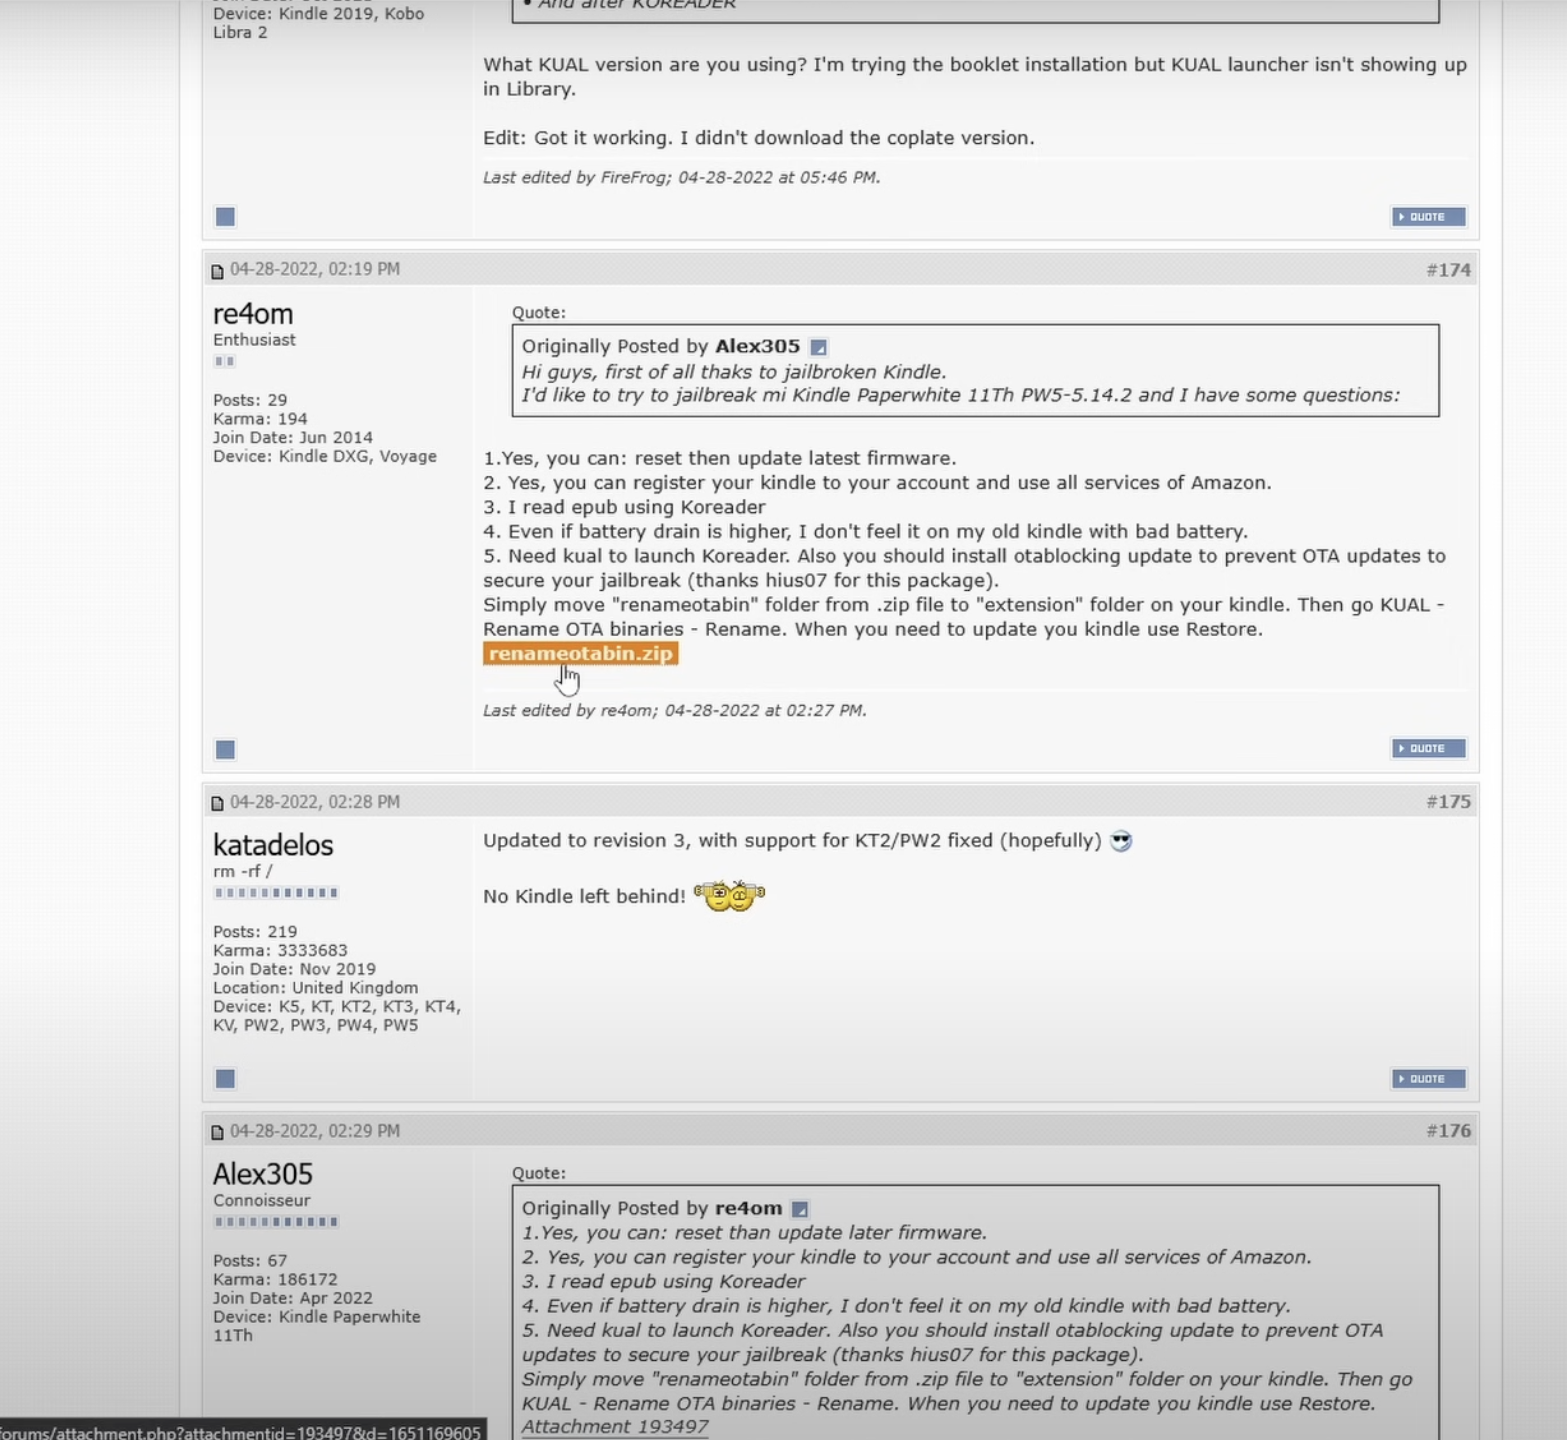 Device: Kindle 2019, Kobo
Libra 2
• And after KOREADER
What KUAL version are you using? I'm trying the booklet installation but KUAL launcher isn't showing up
in Library.
Edit: Got it working. I didn't download the coplate version.
Last edited by FireFrog; 04-28-2022 at 05:46 PM.
QUOTE
04-28-2022, 02:19 PM
#174
re4om
Enthusiast
Posts: 29
Karma: 194
Join Date: Jun 2014
Device: Kindle DXG, Voyage
Quote:
Originally Posted by Alex305
Hi guys, first of all thaks to jailbroken Kindle.
I'd like to try to jailbreak mi Kindle Paperwhite 11Th PW5-5.14.2 and I have some questions:
1.Yes, you can: reset then update latest firmware.
2. Yes, you can register your kindle to your account and use all services of Amazon.
3. I read epub using Koreader
4. Even if battery drain is higher, I don't feel it on my old kindle with bad battery.
5. Need kual to launch Koreader. Also you should install otablocking update to prevent OTA updates to
secure your jailbreak (thanks hius07 for this package).
Simply move "renameotabin" folder from .zip file to "extension" folder on your kindle. Then go KUAL -
Rename OTA binaries - Rename. When you need to update you kindle use Restore.
renameotabin.zip
Last edited by re4om; 04-28-2022 at 02:27 PM.
QUOTE
04-28-2022, 02:28 PM
#175
katadelos
rm -rf /
Posts: 219
Karma: 3333683
Join Date: Nov 2019
Location: United Kingdom
Device: K5, KT, KT2, KT3, KT4,
KV, PW2, PW3, PW4, PW5
Updated to revision 3, with support for KT2/PW2 fixed (hopefully)
No Kindle left behind!
QUOTE
04-28-2022, 02:29 PM
#176
Alex305
Connoisseur
Posts: 67
Karma: 186172
Join Date: Apr 2022
Device: Kindle Paperwhite
11Th
Quote:
Originally Posted by re4om
1.Yes, you can: reset than update later firmware.
2. Yes, you can register your kindle to your account and use all services of Amazon.
3. I read epub using Koreader
4. Even if battery drain is higher, I don't feel it on my old kindle with bad battery.
5. Need kual to launch Koreader. Also you should install otablocking update to prevent OTA
updates to secure your jailbreak (thanks hius07 for this package).
Simply move "renameotabin" folder from .zip file to "extension" folder on your kindle. Then go
KUAL - Rename OTA binaries - Rename. When you need to update you kindle use Restore.
Attachment 193497
forums/attachment.php?attachmentid=193497&d=1651169605